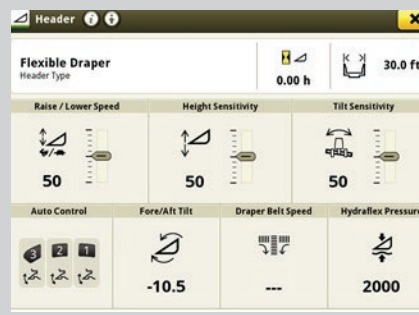 Header
Flexible Draper
Header Type
0.00 h
30.0 ft
Raise / Lower Speed
Height Sensitivity
Tilt Sensitivity
50
50
50
Auto Control
Fore/Aft Tilt
Draper Belt Speed
Hydraflex Pressure
3 2 1
-10.5
---
2000